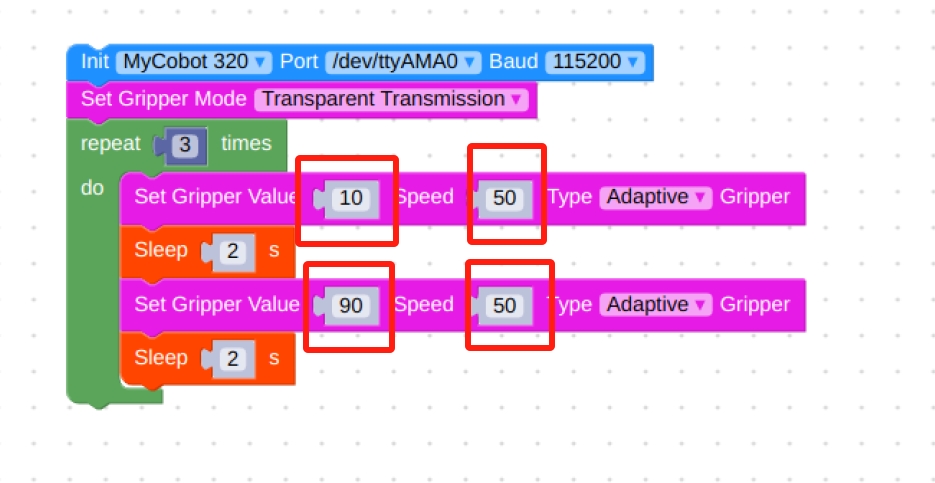 Init MyCobot 320 Port /dev/ttyAMA0 Baud 115200
Set Gripper Mode Transparent Transmission
repeat 3 times
do
Set Gripper Value 10 Speed 50 Type Adaptive Gripper
Sleep 2 s
Set Gripper Value 90 Speed 50 Type Adaptive Gripper
Sleep 2 s